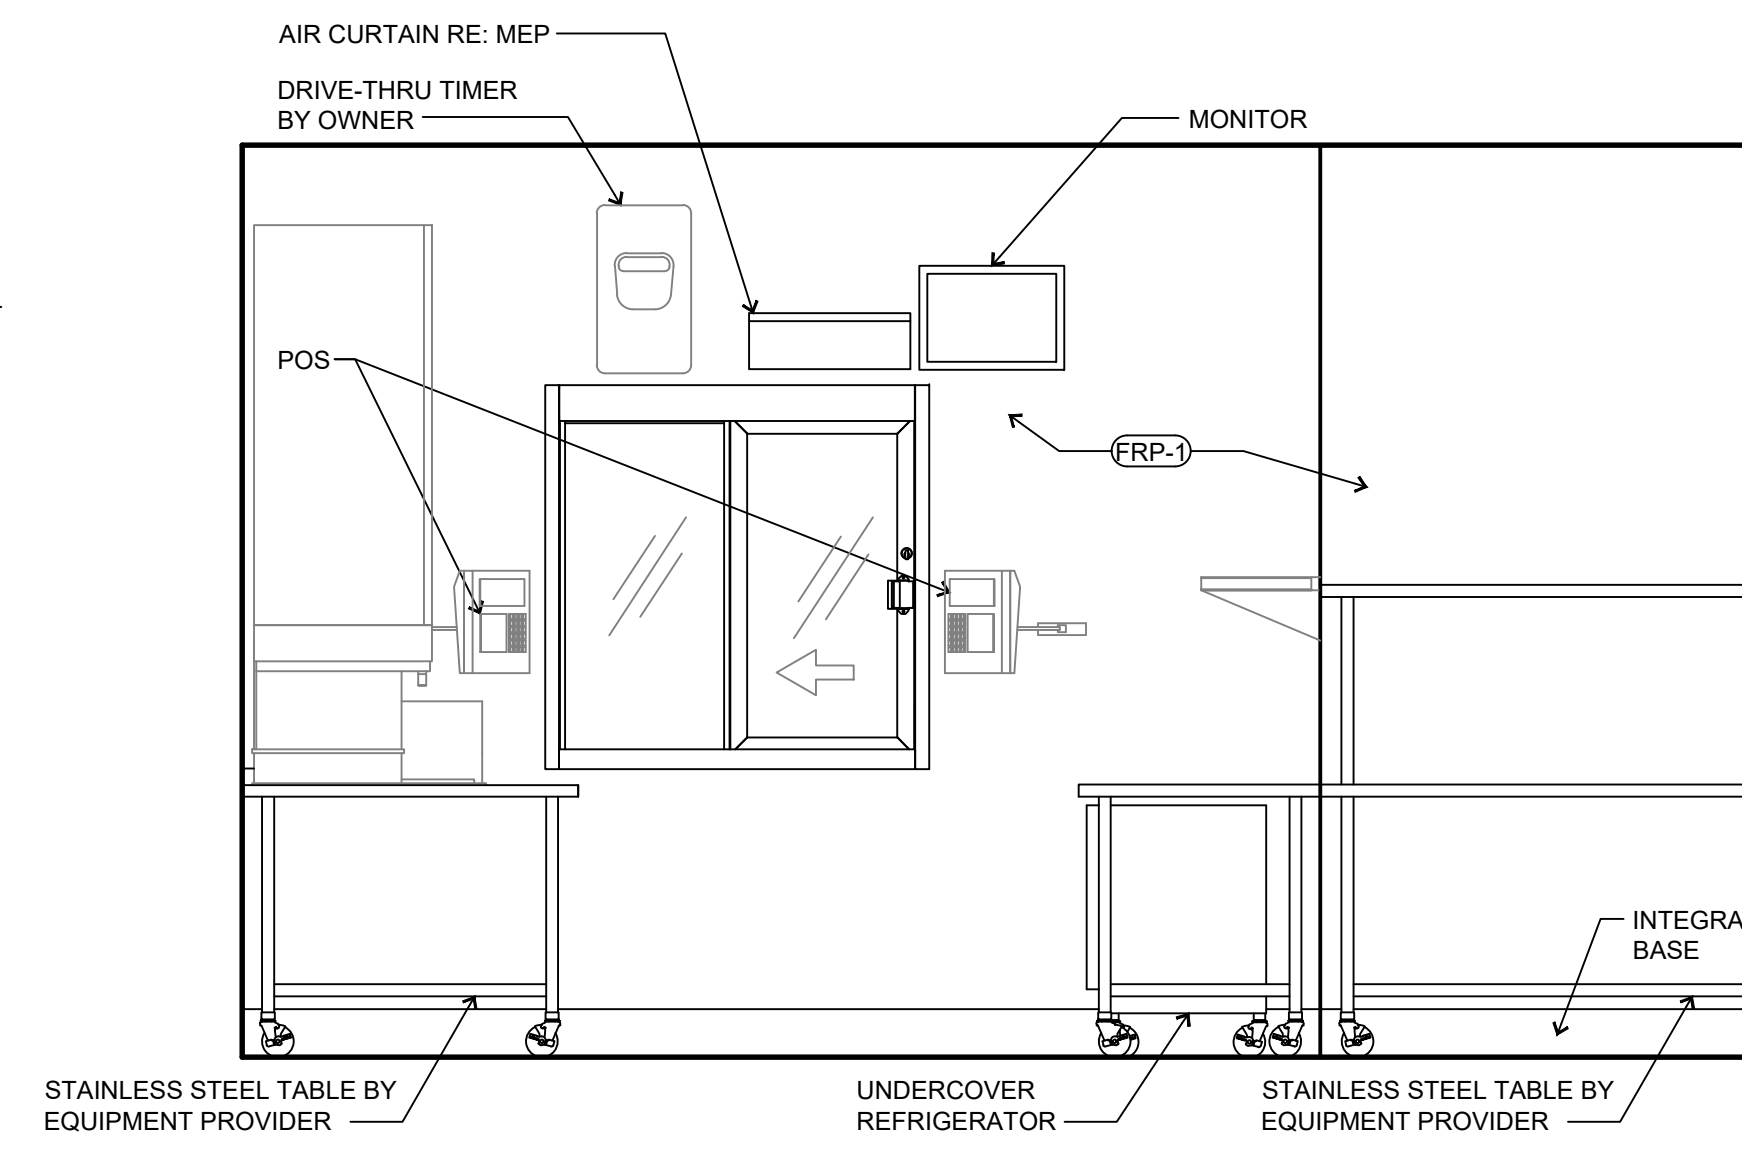 AIR CURTAIN RE: MEP
DRIVE-THRU TIMER
BY OWNER
MONITOR
POS
FRP-1
INTEGRA
BASE
STAINLESS STEEL TABLE BY
EQUIPMENT PROVIDER
UNDERCOVER
REFRIGERATOR
STAINLESS STEEL TABLE BY
EQUIPMENT PROVIDER